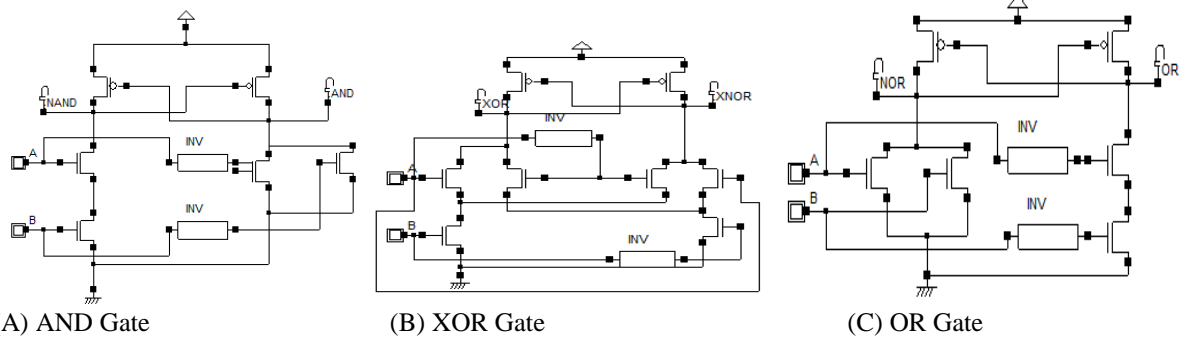 NAND
AND
A
INV
B
INV
A) AND Gate
XOR
XNOR
INV
A
B
INV
(B) XOR Gate
NOR
OR
INV
A
B
INV
(C) OR Gate